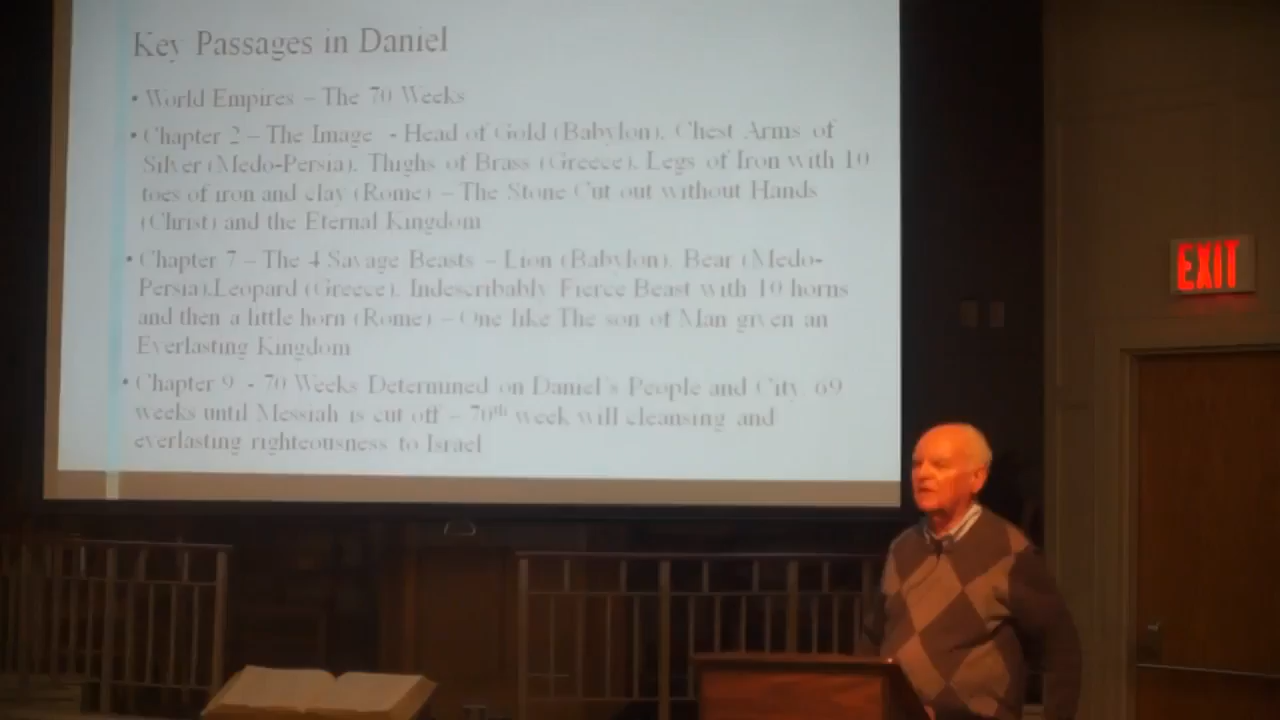 Key Passages in Daniel
• World Empires – The 70 Weeks
• Chapter 2 – The Image - Head of Gold (Babylon), Chest Arms of
Silver (Medo-Persia), Thighs of Brass (Greece), Legs of Iron with 10
toes of iron and clay (Rome) – The Stone Cut out without Hands
(Christ) and the Eternal Kingdom
• Chapter 7 – The 4 Savage Beasts – Lion (Babylon), Bear (Medo-
Persia),Leopard (Greece), Indescribably Fierce Beast with 10 horns
and then a little horn (Rome) – One like The son of Man given an
Everlasting Kingdom
• Chapter 9 - 70 Weeks Determined on Daniel's People and City, 69
weeks until Messiah is cut off – 70th week will cleansing and
everlasting righteousness to Israel
EXIT